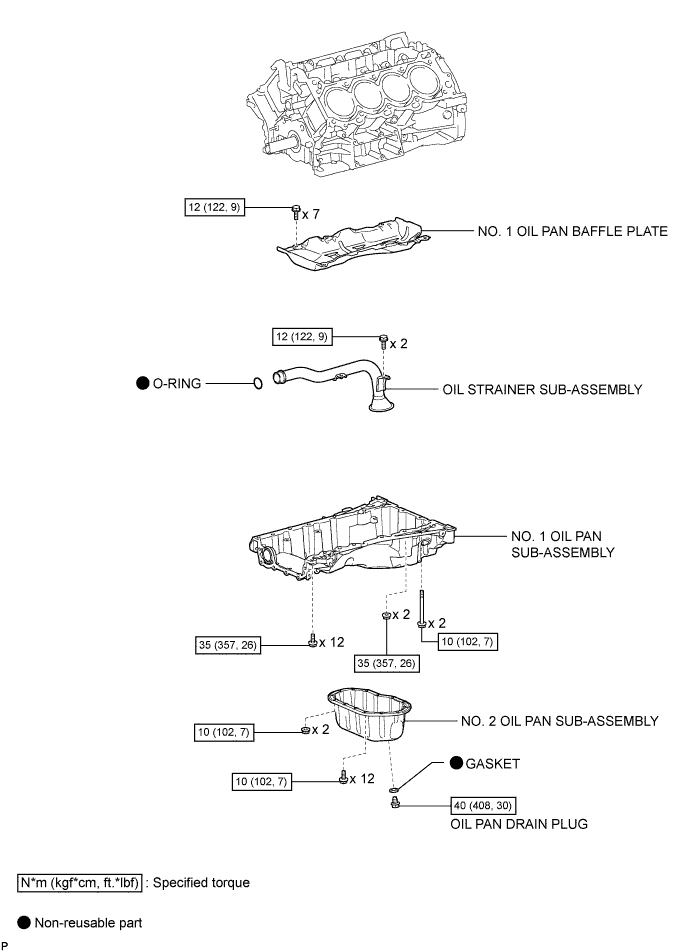 12 (122, 9)
x 7
NO. 1 OIL PAN BAFFLE PLATE
12 (122, 9)
x 2
O-RING
OIL STRAINER SUB-ASSEMBLY
NO. 1 OIL PAN
SUB-ASSEMBLY
35 (357, 26)
x 12
x 2
x 2
10 (102, 7)
35 (357, 26)
NO. 2 OIL PAN SUB-ASSEMBLY
10 (102, 7)
x 2
GASKET
10 (102, 7)
x 12
40 (408, 30)
OIL PAN DRAIN PLUG
N*m (kgf*cm, ft.*lbf) : Specified torque
Non-reusable part
P